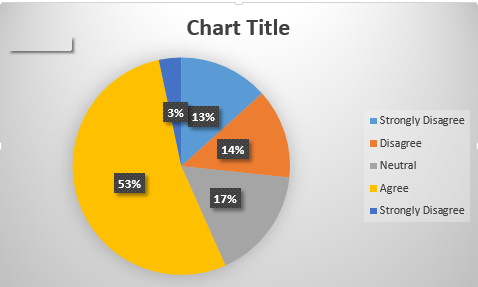 Chart Title
3%
13%
14%
17%
53%
Strongly Disagree
Disagree
Neutral
Agree
Strongly Disagree